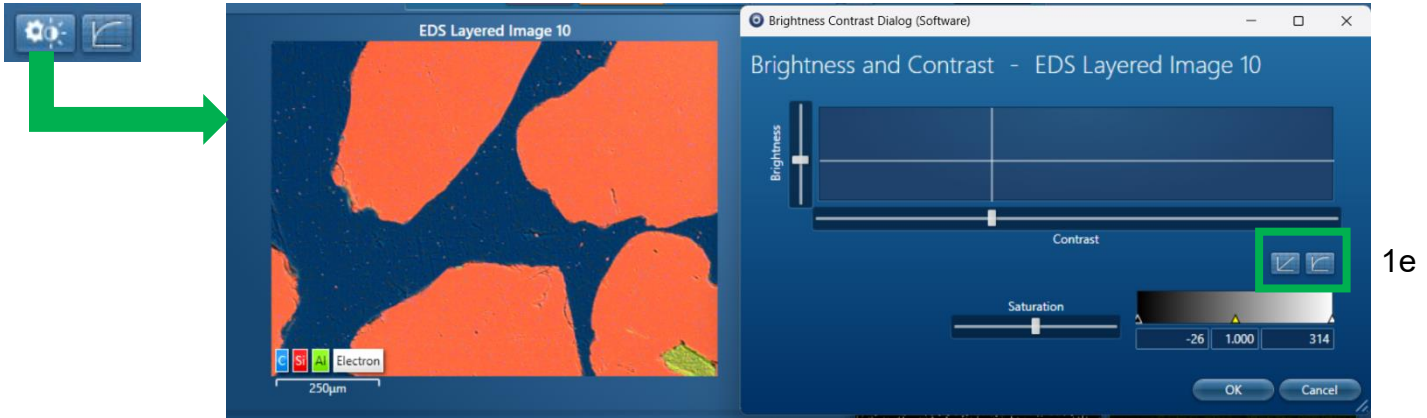 EDS Layered Image 10
C Si Al Electron
250µm
Brightness Contrast Dialog (Software)
Brightness and Contrast - EDS Layered Image 10
Brightness
Contrast
1e
Saturation
-26 1.000 314
OK Cancel